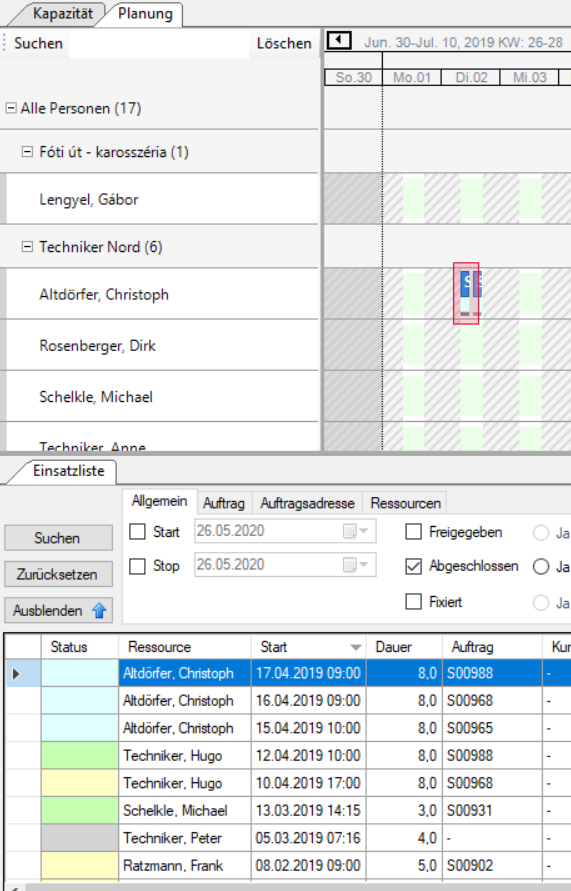 Kapazität Planung
Suchen Löschen Jun. 30-Jul. 10, 2019 KW: 26-28
So.30 Mo.01 Di.02 Mi.03
Alle Personen (17)
Fóti út - karosszéria (1)
Lengyel, Gábor
Techniker Nord (6)
Altdörfer, Christoph
S S
Rosenberger, Dirk
Schelkle, Michael
Techniker, Anne
Einsatzliste
Allgemein Auftrag Auftragsadresse Ressourcen
Suchen Start 26.05.2020 Freigegeben Ja
Zurücksetzen Stop 26.05.2020 Abgeschlossen Ja
Ausblenden Fixiert Ja
Status Ressource Start Dauer Auftrag Kur
Altdörfer, Christoph 17.04.2019 09:00 8,0 S00988 -
Altdörfer, Christoph 16.04.2019 09:00 8,0 S00968 -
Altdörfer, Christoph 15.04.2019 10:00 8,0 S00965 -
Techniker, Hugo 12.04.2019 10:00 8,0 S00988 -
Techniker, Hugo 10.04.2019 17:00 8,0 S00968 -
Schelkle, Michael 13.03.2019 14:15 3,0 S00931 -
Techniker, Peter 05.03.2019 07:16 4,0 - -
Ratzmann, Frank 08.02.2019 09:00 5,0 S00902 -